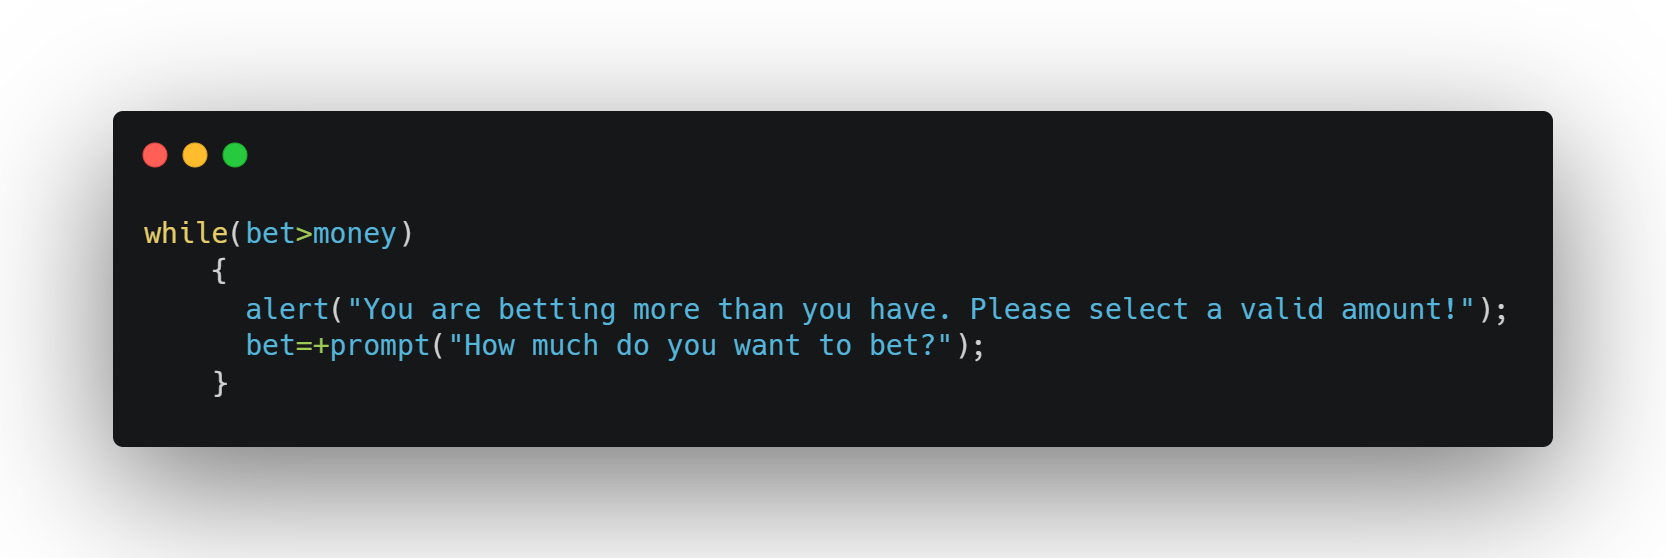 while(bet>money)
    {
      alert("You are betting more than you have. Please select a valid amount!");
      bet=+prompt("How much do you want to bet?");
    }